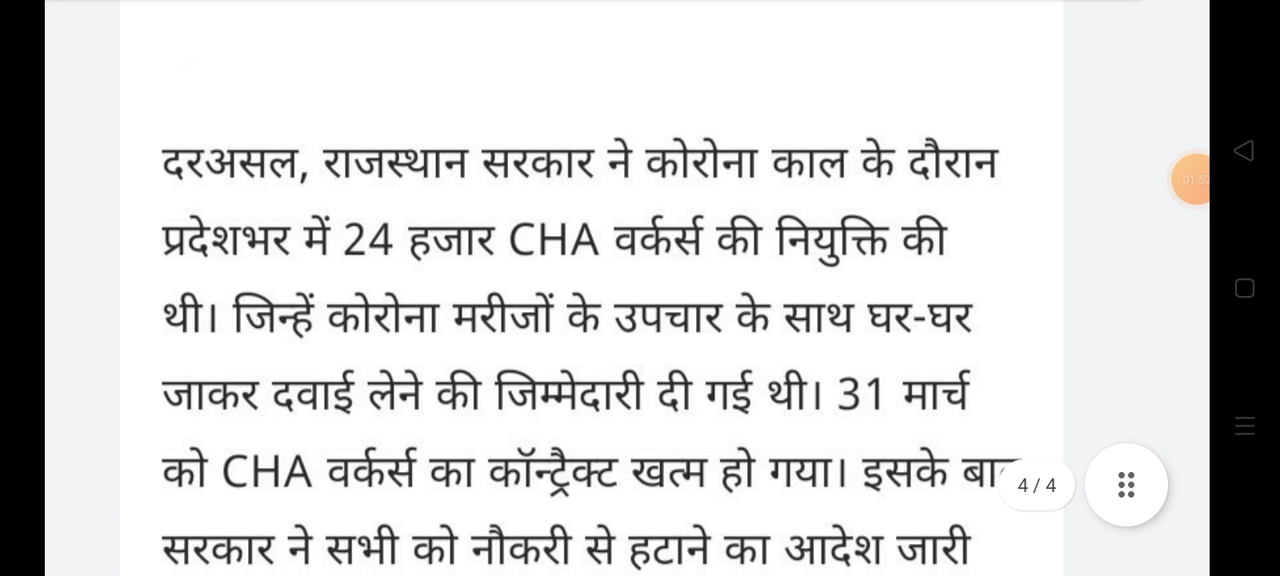 दरअसल, राजस्थान सरकार ने कोरोना काल के दौरान
प्रदेशभर में 24 हजार CHA वर्कर्स की नियुक्ति की
थी। जिन्हें कोरोना मरीजों के उपचार के साथ घर-घर
जाकर दवाई लेने की जिम्मेदारी दी गई थी। 31 मार्च
को CHA वर्कर्स का कॉन्ट्रैक्ट खत्म हो गया। इसके
4 / 4
सरकार ने सभी को नौकरी से हटाने का आदेश जारी